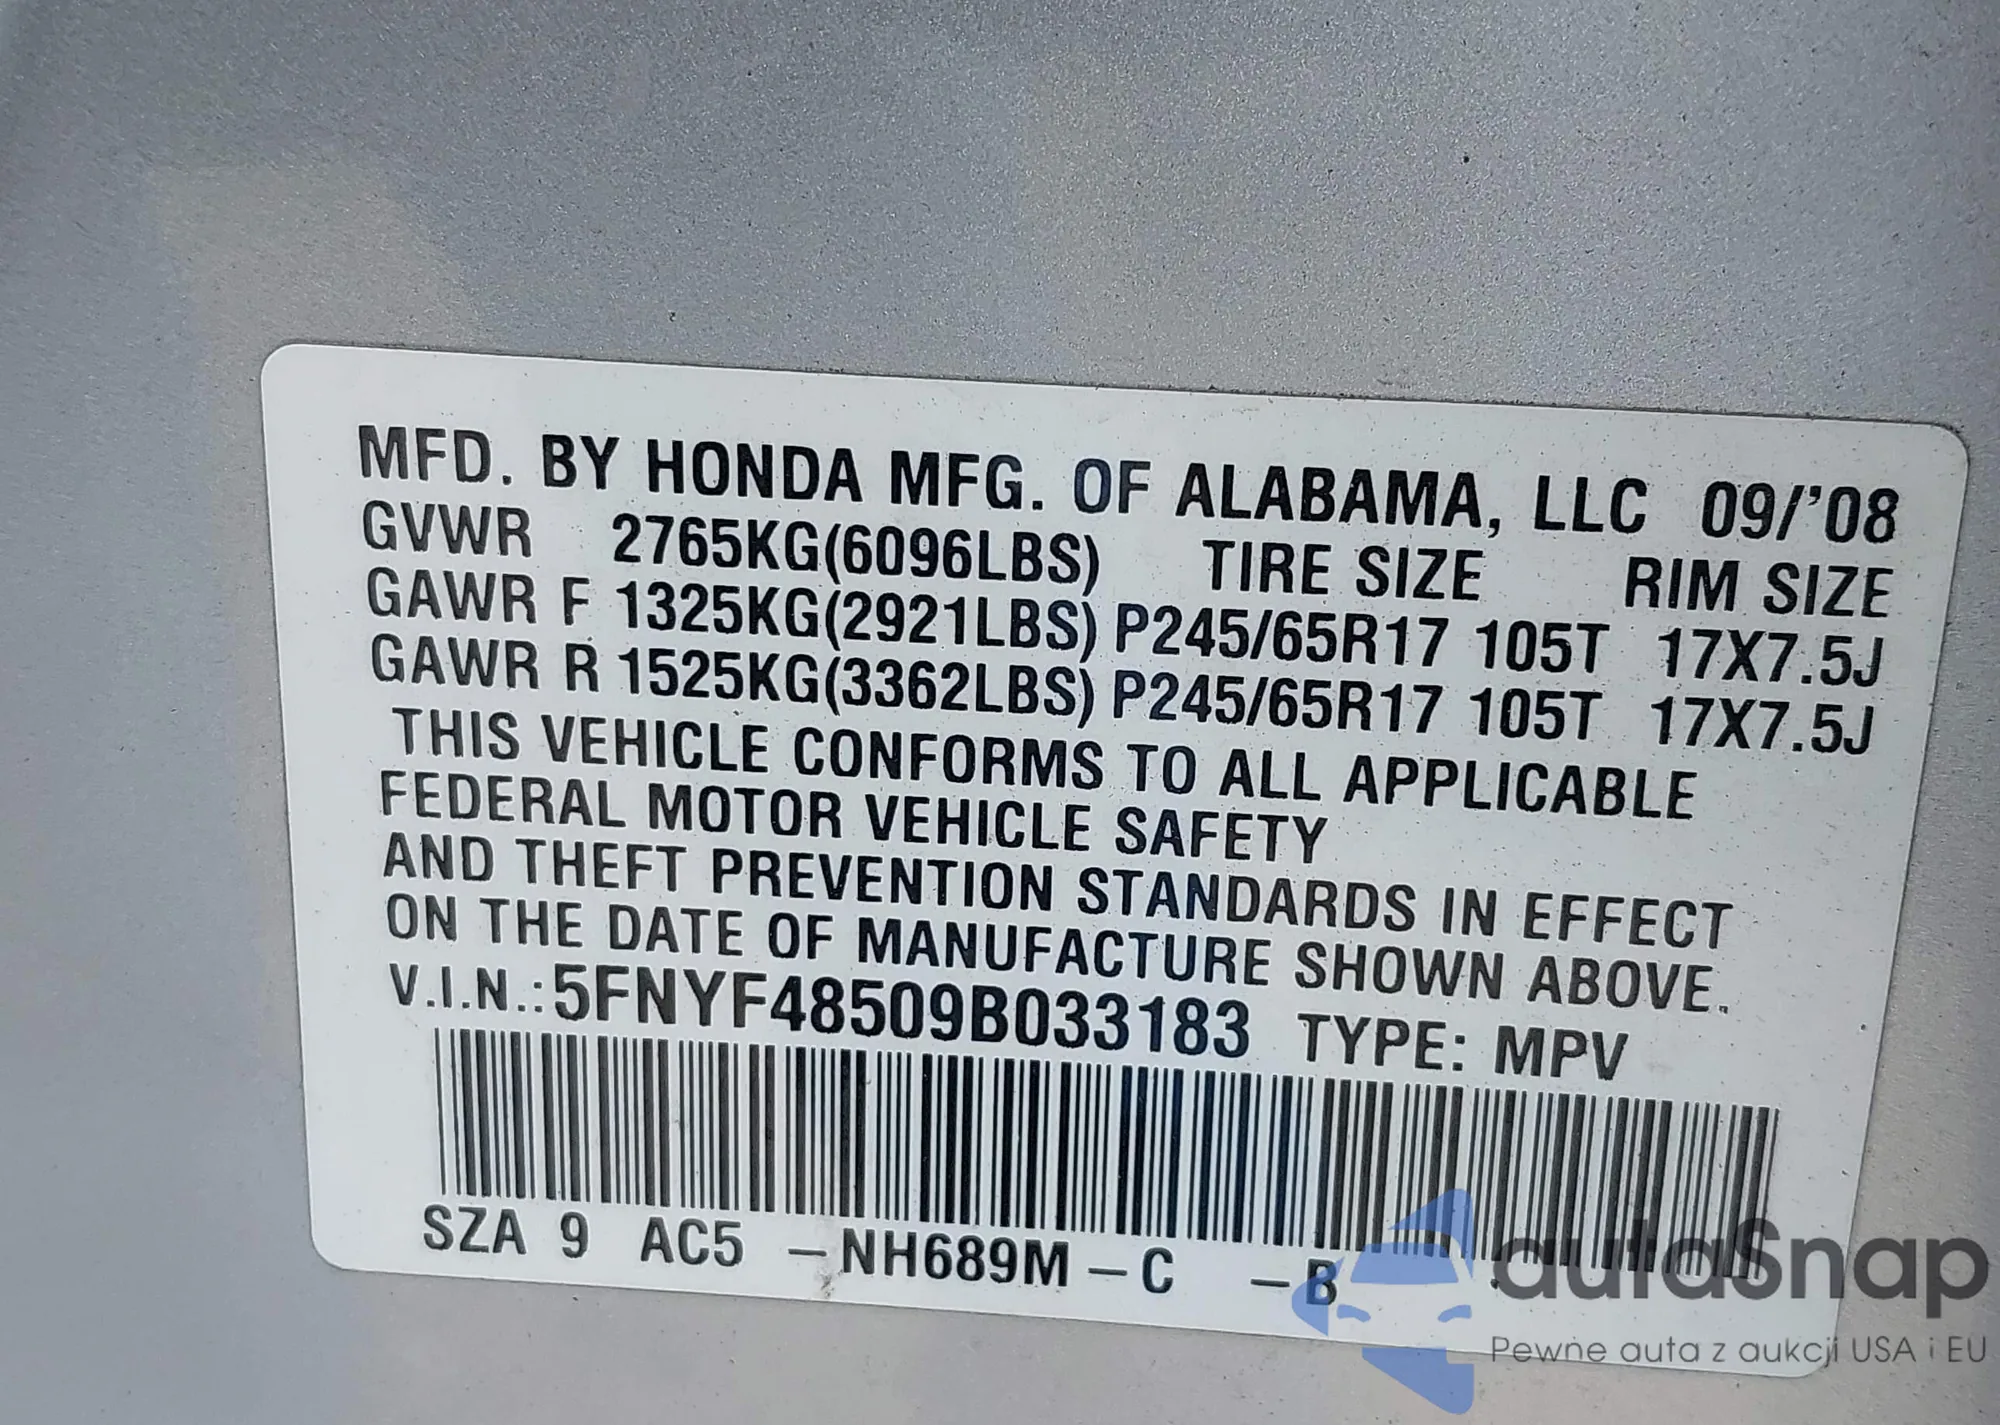 MFD. BY HONDA MFG. OF ALABAMA, LLC 09/'08
GVWR 2765KG(6096LBS) TIRE SIZE RIM SIZE
GAWR F 1325KG(2921LBS) P245/65R17 105T 17X7.5J
GAWR R 1525KG(3362LBS) P245/65R17 105T 17X7.5J
THIS VEHICLE CONFORMS TO ALL APPLICABLE
FEDERAL MOTOR VEHICLE SAFETY
AND THEFT PREVENTION STANDARDS IN EFFECT
ON THE DATE OF MANUFACTURE SHOWN ABOVE.
V.I.N.: 5FNYF48509B033183 TYPE: MPV
SZA 9 AC5 – NH689M – C – B
autaSnap
Pewne auta z aukcji USA i EU